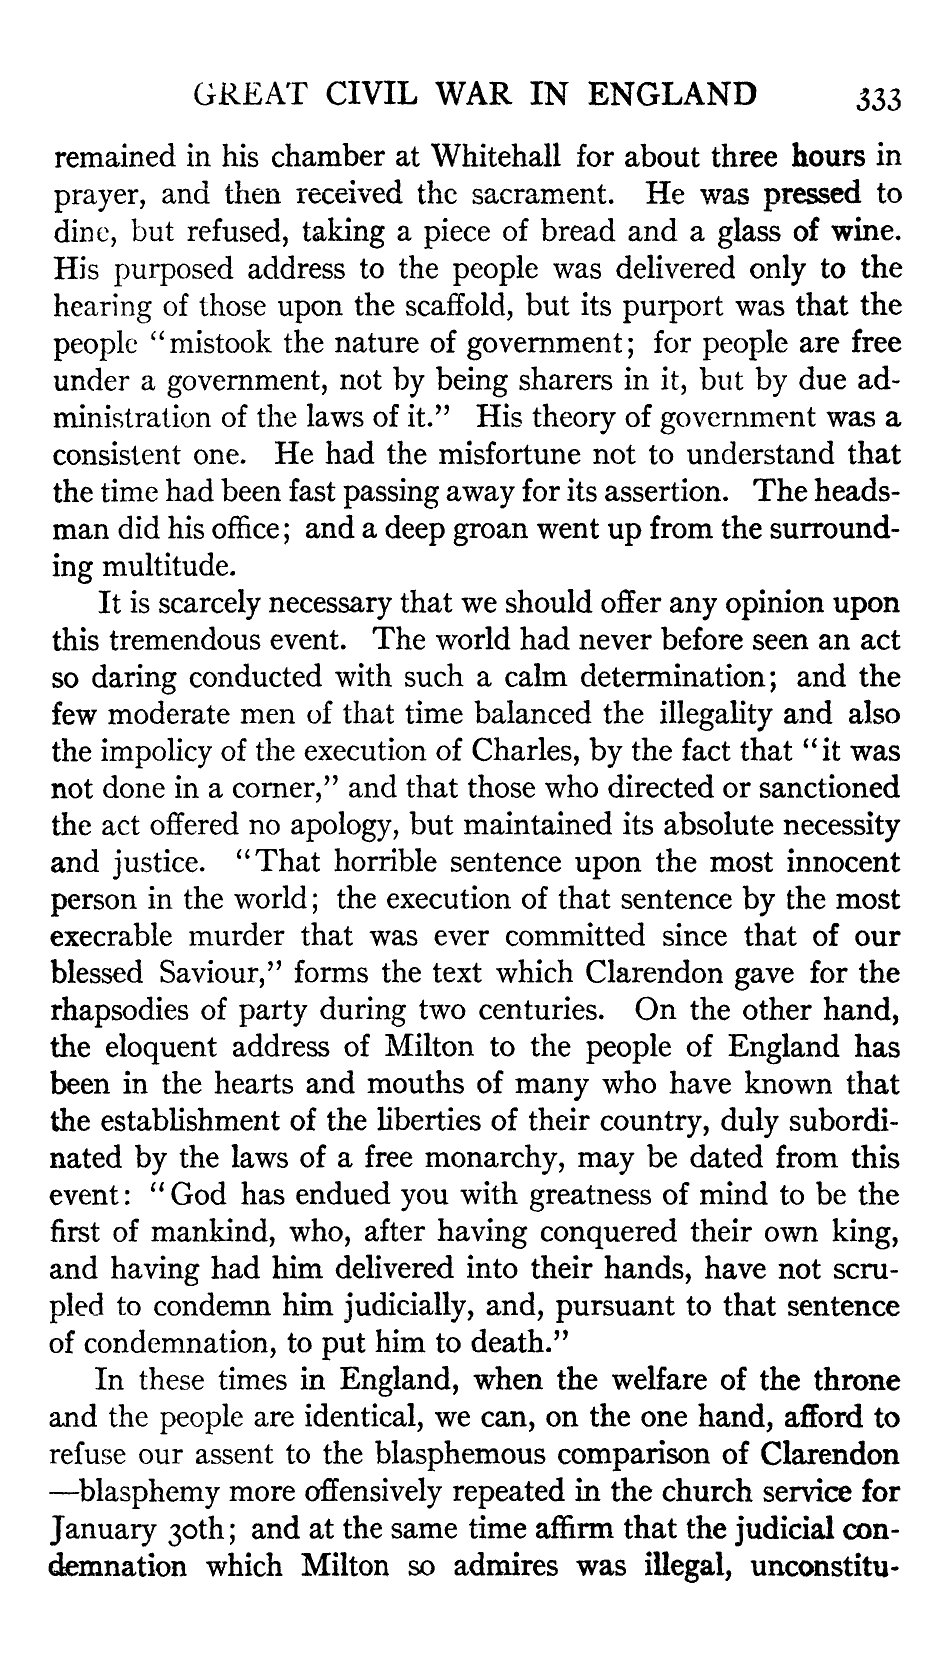 GREAT CIVIL WAR IN ENGLAND 333
remained in his chamber at Whitehall for about three hours in
prayer, and then received the sacrament. He was pressed to
dine, but refused, taking a piece of bread and a glass of wine.
His purposed address to the people was delivered only to the
hearing of those upon the scaffold, but its purport was that the
people “mistook the nature of government; for people are free
under a government, not by being sharers in it, but by due ad-
ministration of the laws of it.” His theory of government was a
consistent one. He had the misfortune not to understand that
the time had been fast passing away for its assertion. The heads-
man did his office; and a deep groan went up from the surround-
ing multitude.
It is scarcely necessary that we should offer any opinion upon
this tremendous event. The world had never before seen an act
so daring conducted with such a calm determination; and the
few moderate men of that time balanced the illegality and also
the impolicy of the execution of Charles, by the fact that “it was
not done in a corner,” and that those who directed or sanctioned
the act offered no apology, but maintained its absolute necessity
and justice. “That horrible sentence upon the most innocent
person in the world; the execution of that sentence by the most
execrable murder that was ever committed since that of our
blessed Saviour,” forms the text which Clarendon gave for the
rhapsodies of party during two centuries. On the other hand,
the eloquent address of Milton to the people of England has
been in the hearts and mouths of many who have known that
the establishment of the liberties of their country, duly subordi-
nated by the laws of a free monarchy, may be dated from this
event: “God has endued you with greatness of mind to be the
first of mankind, who, after having conquered their own king,
and having had him delivered into their hands, have not scru-
pled to condemn him judicially, and, pursuant to that sentence
of condemnation, to put him to death.”
In these times in England, when the welfare of the throne
and the people are identical, we can, on the one hand, afford to
refuse our assent to the blasphemous comparison of Clarendon
—blasphemy more offensively repeated in the church service for
January 30th; and at the same time affirm that the judicial con-
demnation which Milton so admires was illegal, unconstitu-